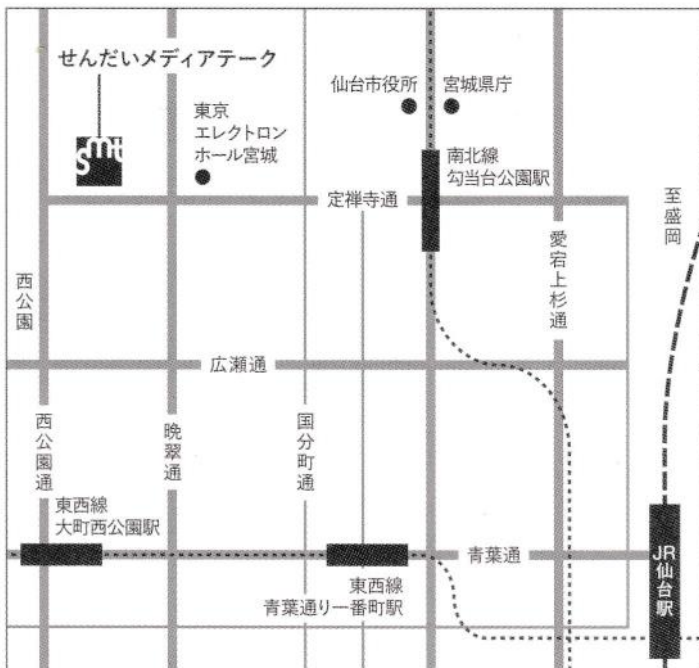 せんだいメディアテーク
smt
東京
エレクトロン
ホール宮城
仙台市役所
宮城県庁
南北線
勾当台公園駅
定禅寺通
至盛岡
愛宕上杉通
西公園
広瀬通
西公園通
晩翠通
国分町通
東西線
大町西公園駅
青葉通
東西線
青葉通り一番町駅
JR仙台駅